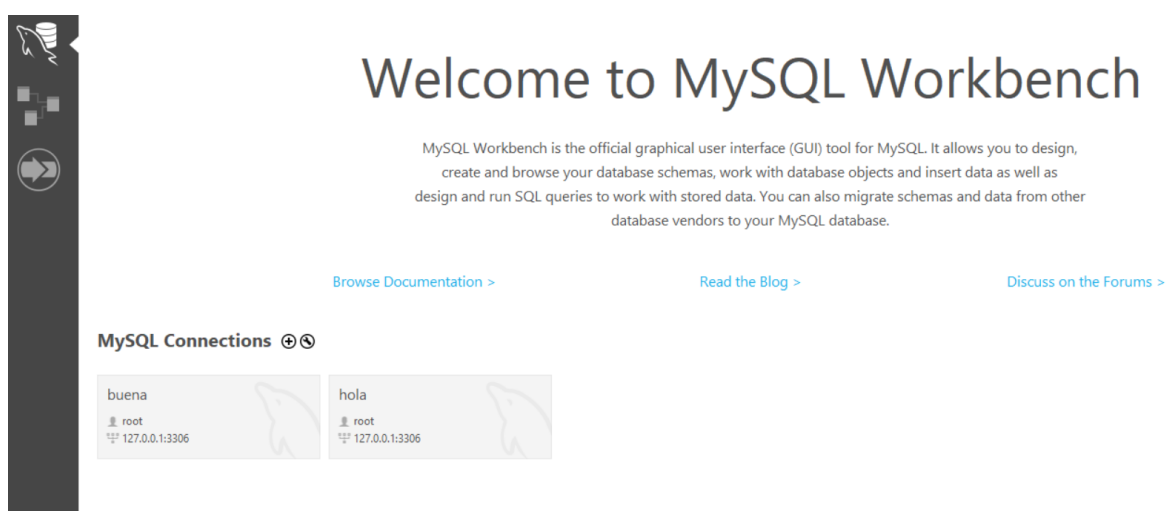 Welcome to MySQL Workbench
MySQL Workbench is the official graphical user interface (GUI) tool for MySQL. It allows you to design,
create and browse your database schemas, work with database objects and insert data as well as
design and run SQL queries to work with stored data. You can also migrate schemas and data from other
database vendors to your MySQL database.
Browse Documentation >
Read the Blog >
Discuss on the Forums >
MySQL Connections
buena
root
127.0.0.1:3306
hola
root
127.0.0.1:3306